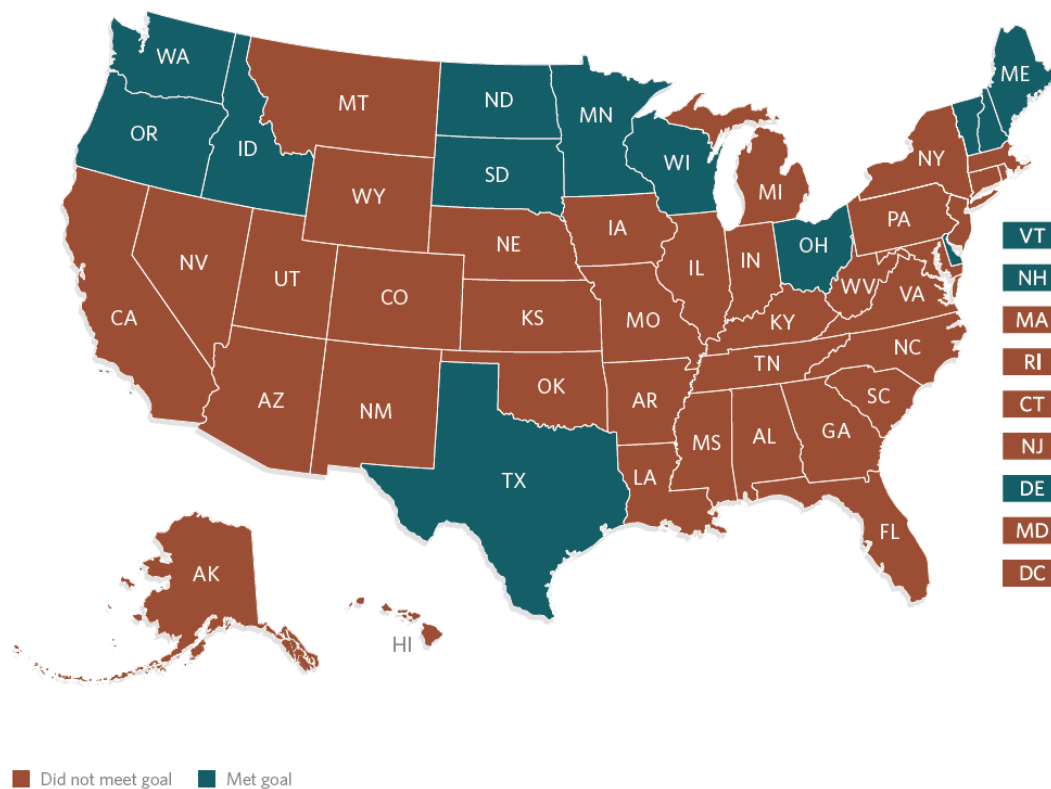 WA
ME
ND
MT
MN
OR
ID
NY
WI
SD
MI
WY
PA
IA
NE
VT
OH
NV
IL
IN
UT
NH
WV
VA
CO
CA
KS
MO
KY
MA
NC
TN
RI
OK
SC
AZ
AR
CT
NM
GA
MS
AL
NJ
LA
TX
DE
FL
MD
AK
DC
HI
Did not meet goal
Met goal